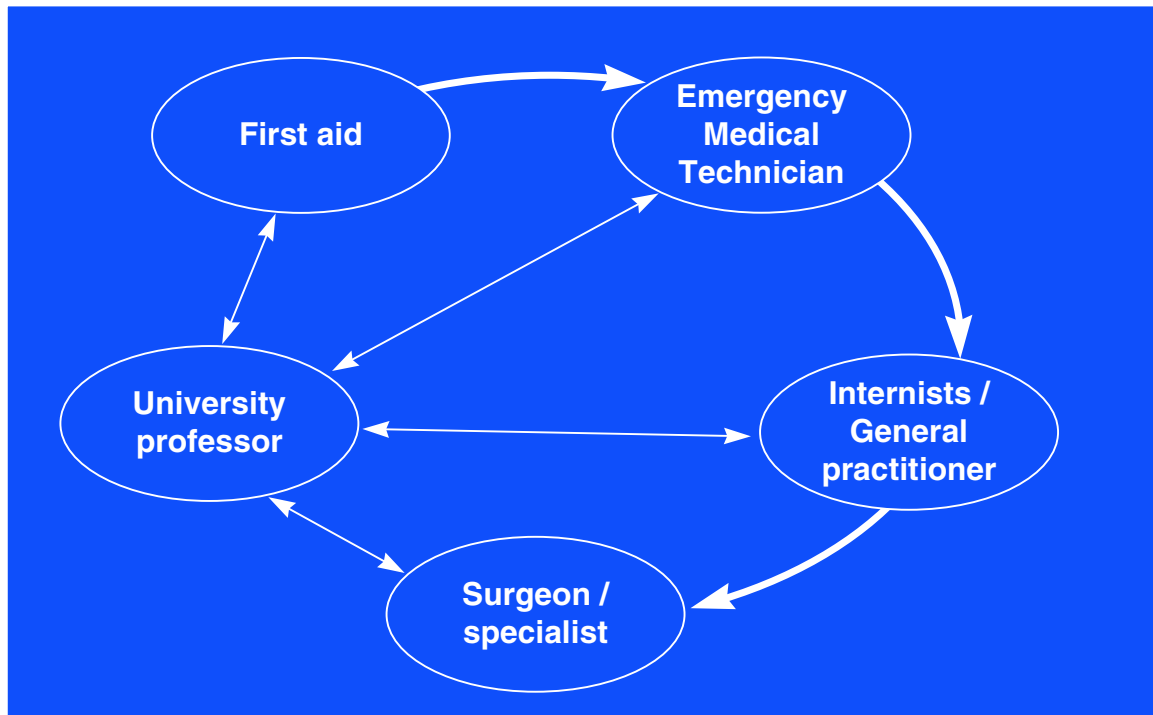 First aid
Emergency
Medical
Technician
University
professor
Internists /
General
practitioner
Surgeon /
specialist